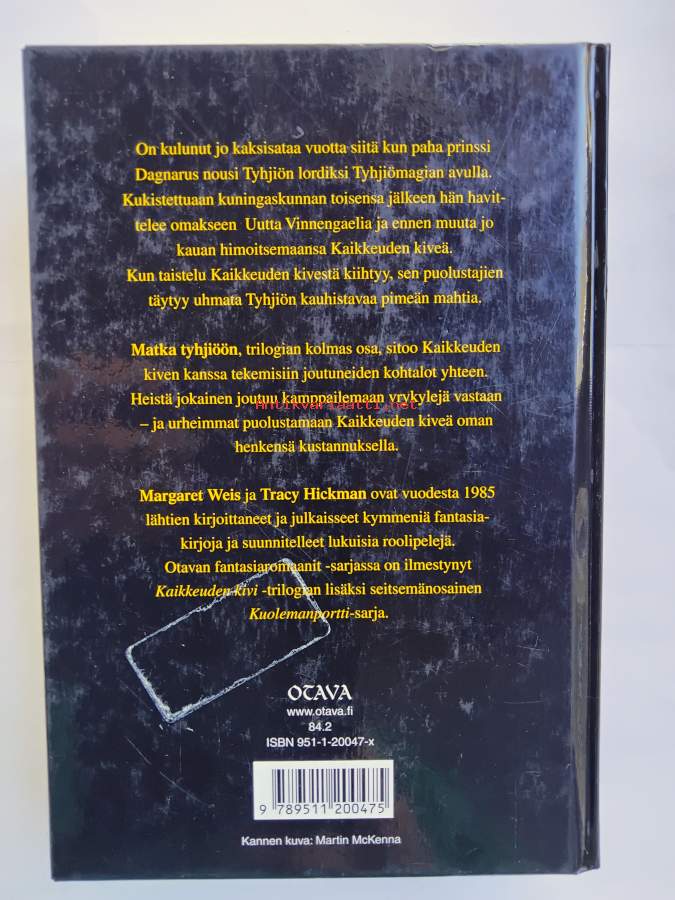 On kulunut jo kaksisataa vuotta siitä kun paha prinssi
Dagnarus nousi Tyhjiön lordiksi Tyhjiömagian avulla.
Kukistettuaan kuningaskunnan toisensa jälkeen hän havit-
telee omakseen Uutta Vinnengaelia ja ennen muuta jo
kauan himoitsemaansa Kaikkeuden kiveä.
Kun taistelu Kaikkeuden kivestä kiihtyy, sen puolustajien
täytyy uhmata Tyhjiön kauhistavaa pimeän mahtia.
Matka tyhjiöön, trilogian kolmas osa, sitoo Kaikkeuden
kiven kanssa tekemisiin joutuneiden kohtalot yhteen.
Heistä jokainen joutuu kamppailemaan vrykylejä vastaan
Antikvariaatti.net
– ja urheimmat puolustamaan Kaikkeuden kiveä oman
henkensä kustannuksella.
Margaret Weis ja Tracy Hickman ovat vuodesta 1985
lähtien kirjoittaneet ja julkaisseet kymmeniä fantasia-
kirjoja ja suunnitelleet lukuisia roolipelejä.
Otavan fantasiaromaanit -sarjassa on ilmestynyt
Kaikkeuden kivi -trilogian lisäksi seitsemänosainen
Kuolemanportti-sarja.
OTAVA
www.otava.fi
84.2
ISBN 951-1-20047-x
9 789511 200475
Kannen kuva: Martin McKenna